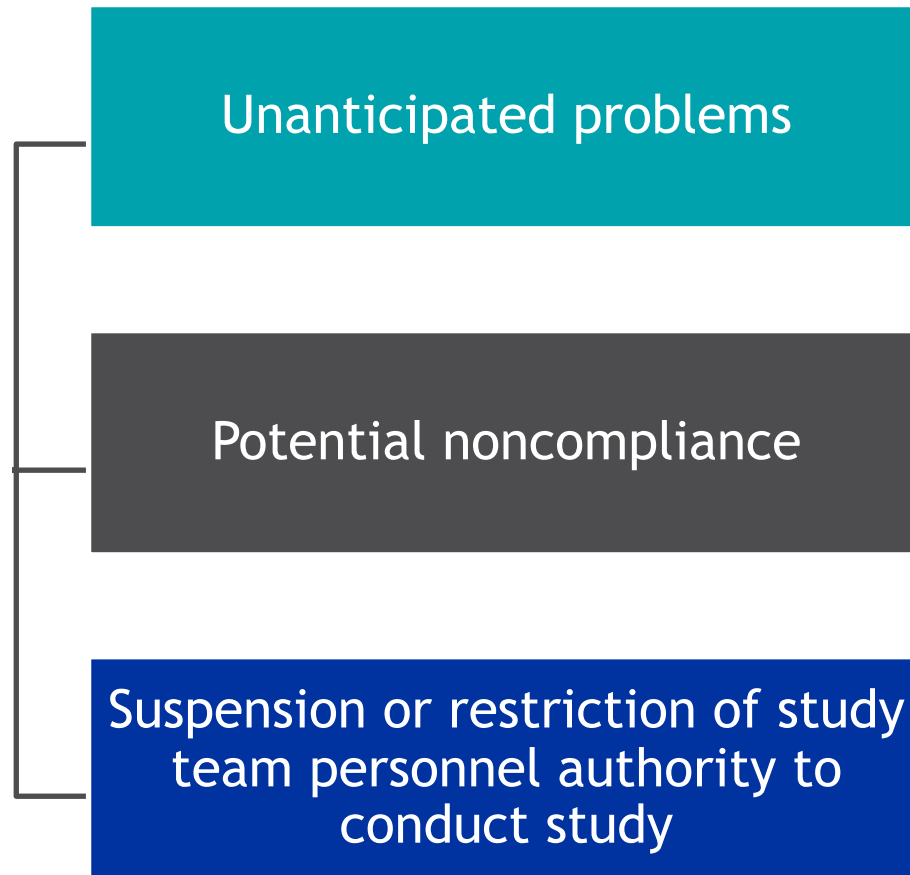 Unanticipated problems
Potential noncompliance
Suspension or restriction of study
team personnel authority to
conduct study